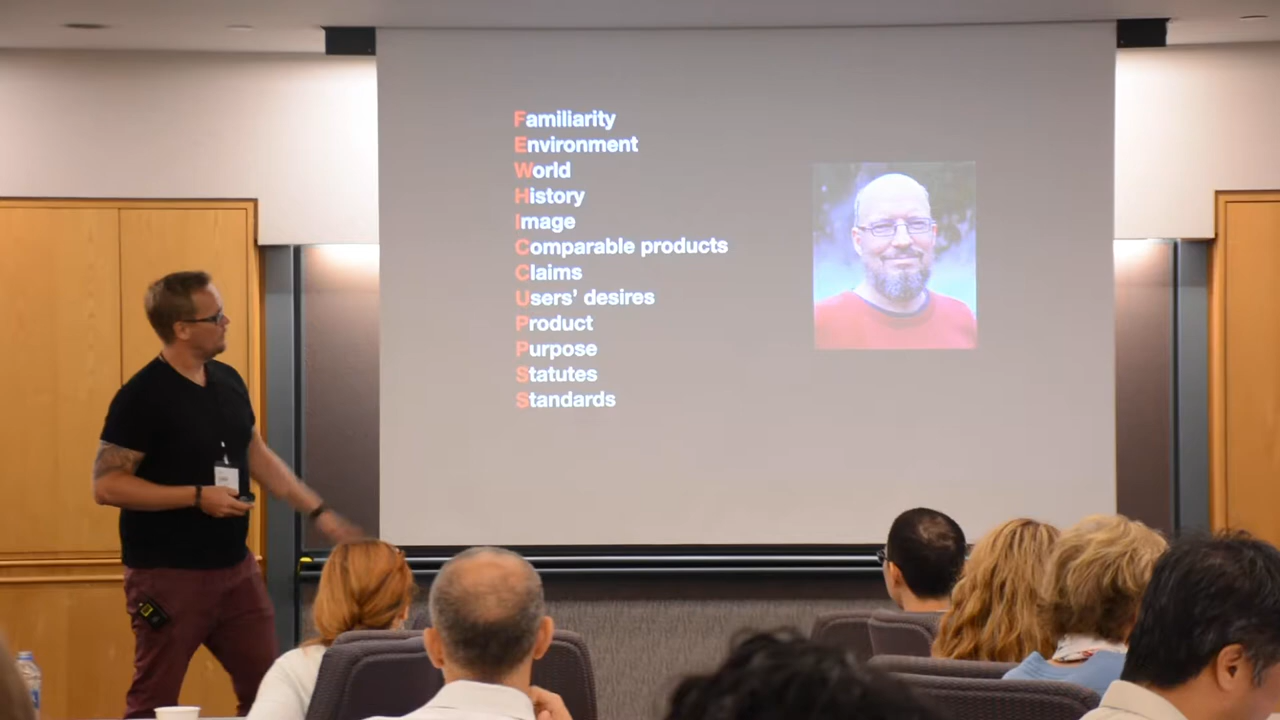 Familiarity
Environment
World
History
Image
Comparable products
Claims
Users' desires
Product
Purpose
Statutes
Standards